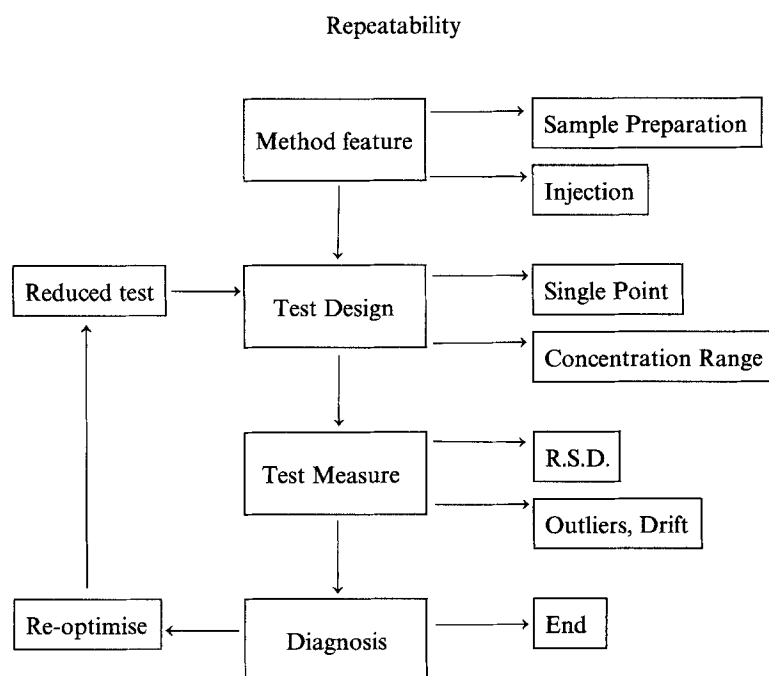 Repeatability
Method feature
Sample Preparation
Injection
Reduced test
Test Design
Single Point
Concentration Range
Test Measure
R.S.D.
Outliers, Drift
Re-optimise
Diagnosis
End